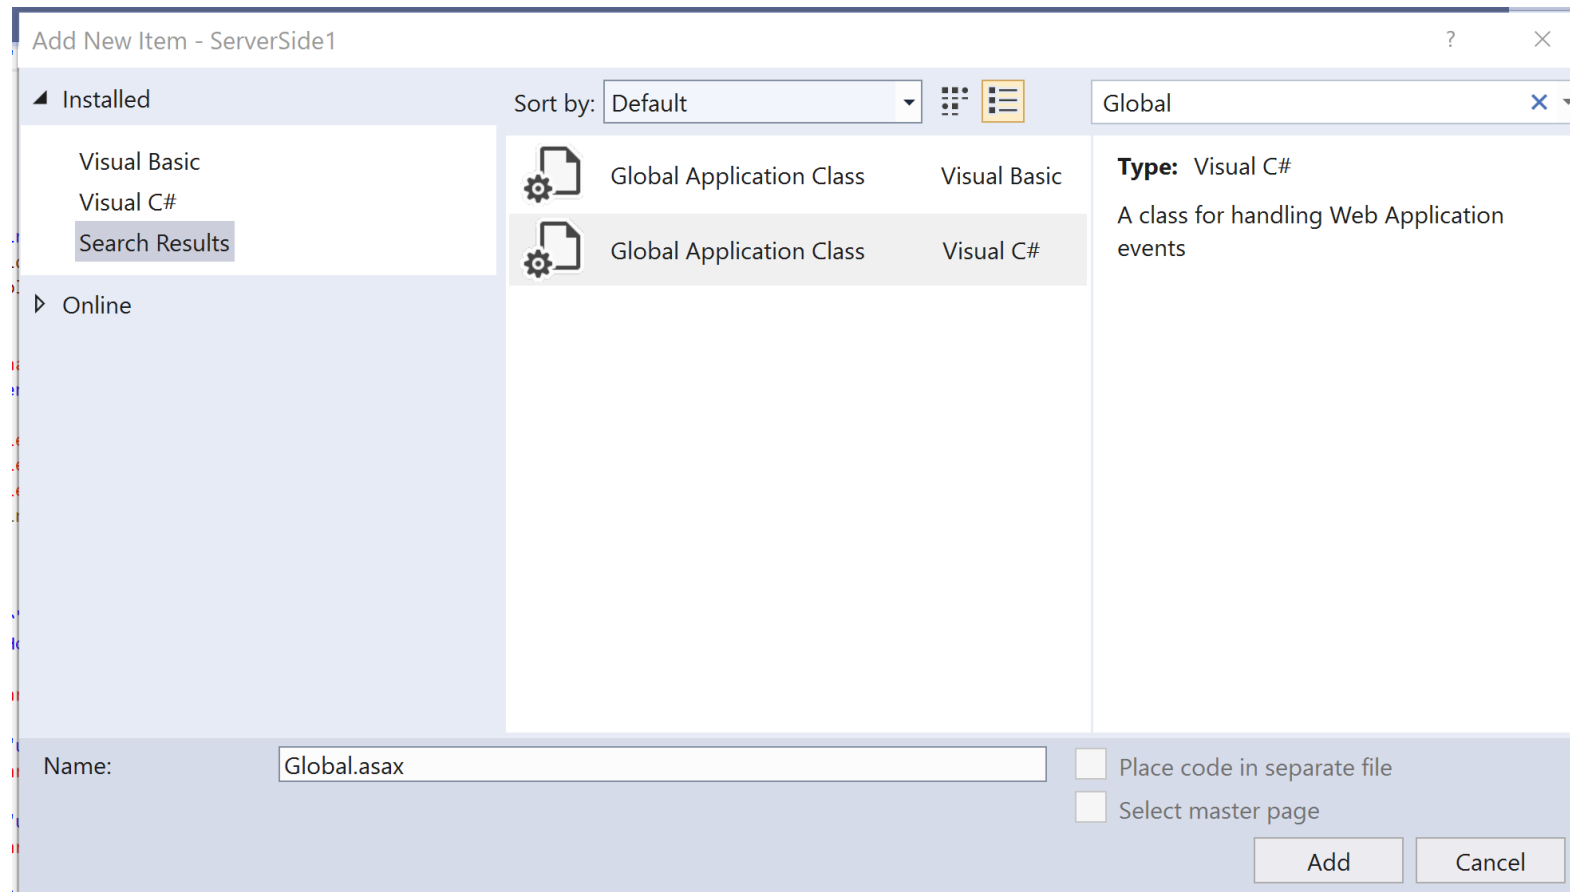 Add New Item - ServerSide1
?
Installed
Visual Basic
Visual C#
Search Results
Online
Sort by: Default
Global
Global Application Class Visual Basic
Global Application Class Visual C#
Type: Visual C#
A class for handling Web Application
events
Name: Global.asax
Place code in separate file
Select master page
Add
Cancel